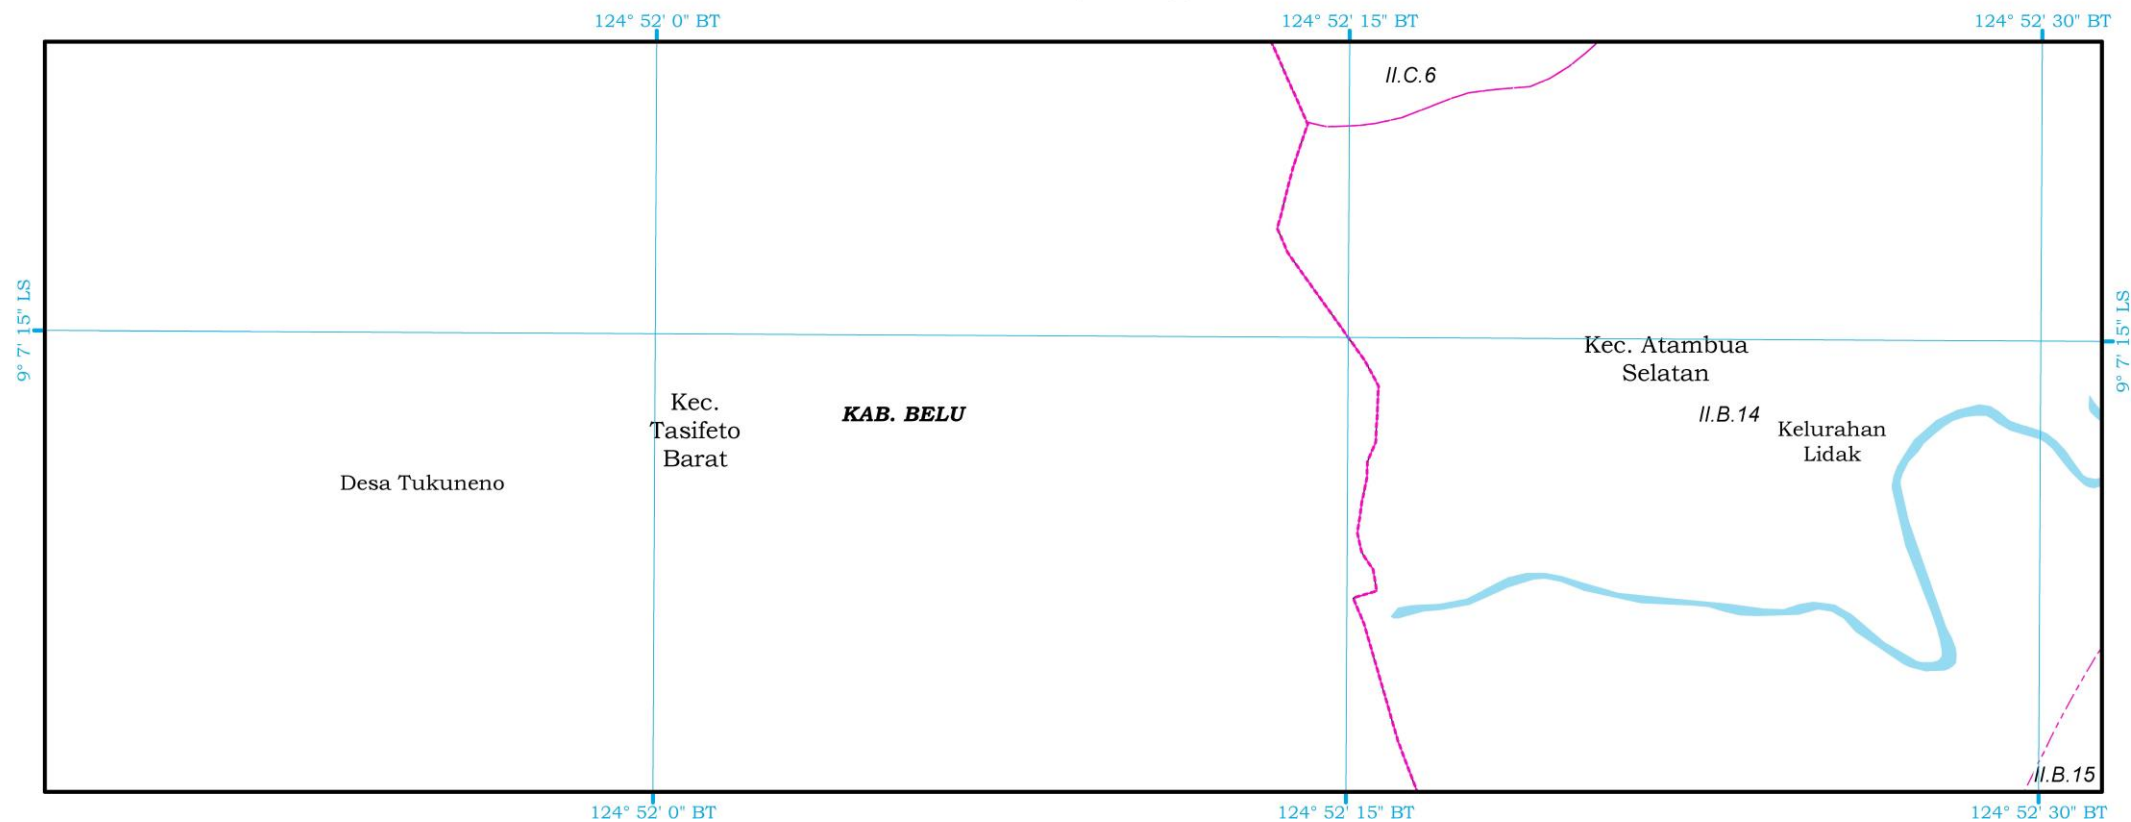 124° 52' 0" BT
124° 52' 15" BT
124° 52' 30" BT
II.C.6
9° 7' 15" LS
9° 7' 15" LS
Kec. Atambua
Selatan
Kec.
Tasifeto
Barat
KAB. BELU
II.B.14
Kelurahan
Lidak
Desa Tukuneno
II.B.15
124° 52' 0" BT
124° 52' 15" BT
124° 52' 30" BT